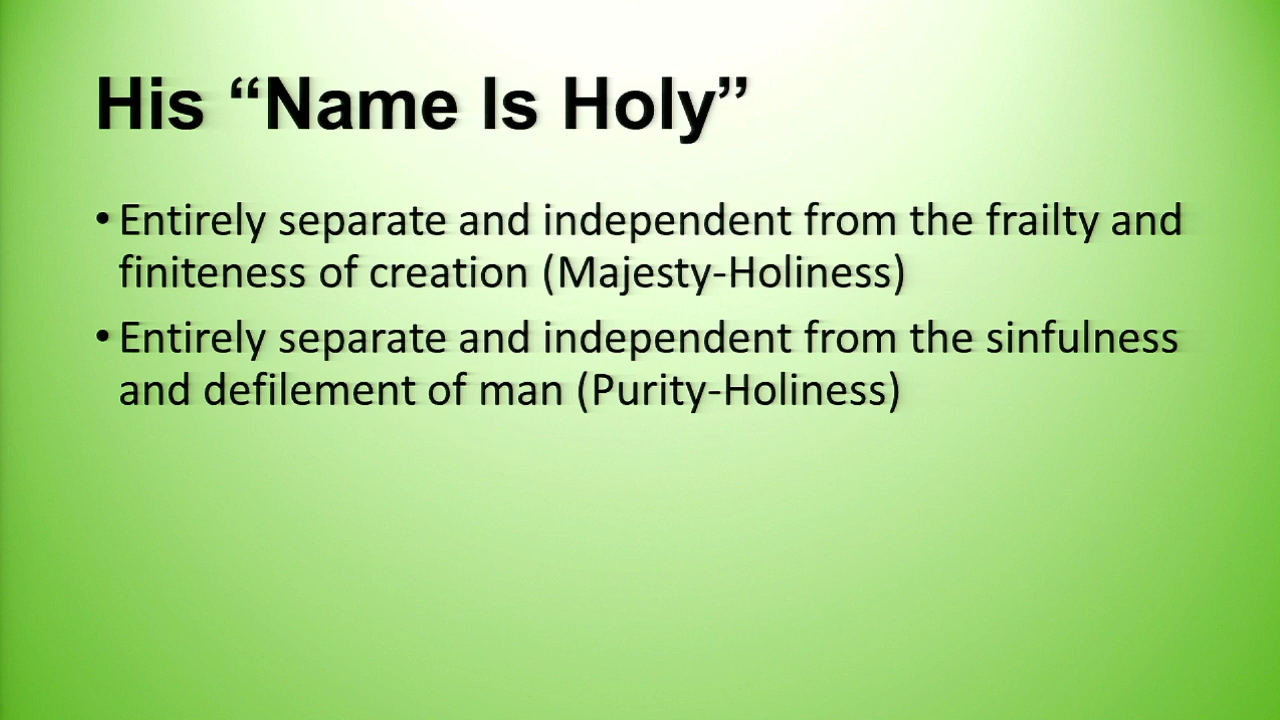 His “Name Is Holy”
• Entirely separate and independent from the frailty and
finiteness of creation (Majesty-Holiness)
• Entirely separate and independent from the sinfulness
and defilement of man (Purity-Holiness)